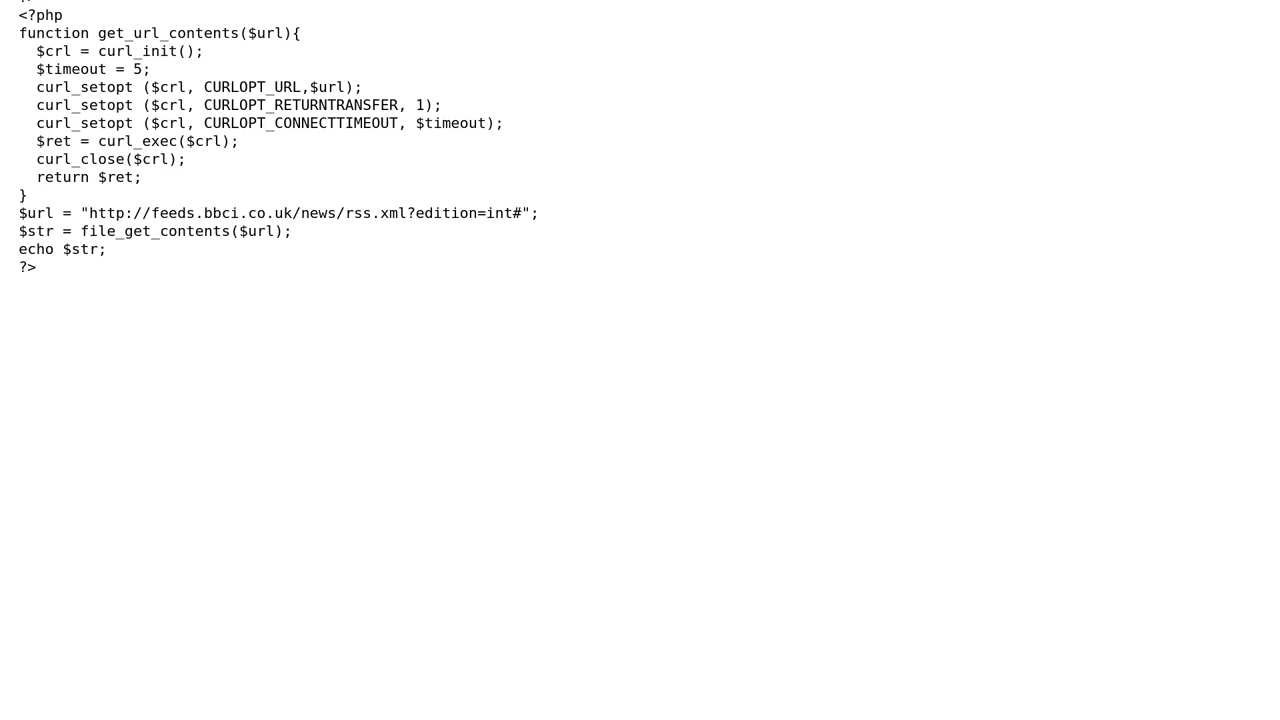 <?php
function get_url_contents($url){
  $crl = curl_init();
  $timeout = 5;
  curl_setopt ($crl, CURLOPT_URL,$url);
  curl_setopt ($crl, CURLOPT_RETURNTRANSFER, 1);
  curl_setopt ($crl, CURLOPT_CONNECTTIMEOUT, $timeout);
  $ret = curl_exec($crl);
  curl_close($crl);
  return $ret;
}
$url = "http://feeds.bbci.co.uk/news/rss.xml?edition=int#";
$str = file_get_contents($url);
echo $str;
?>